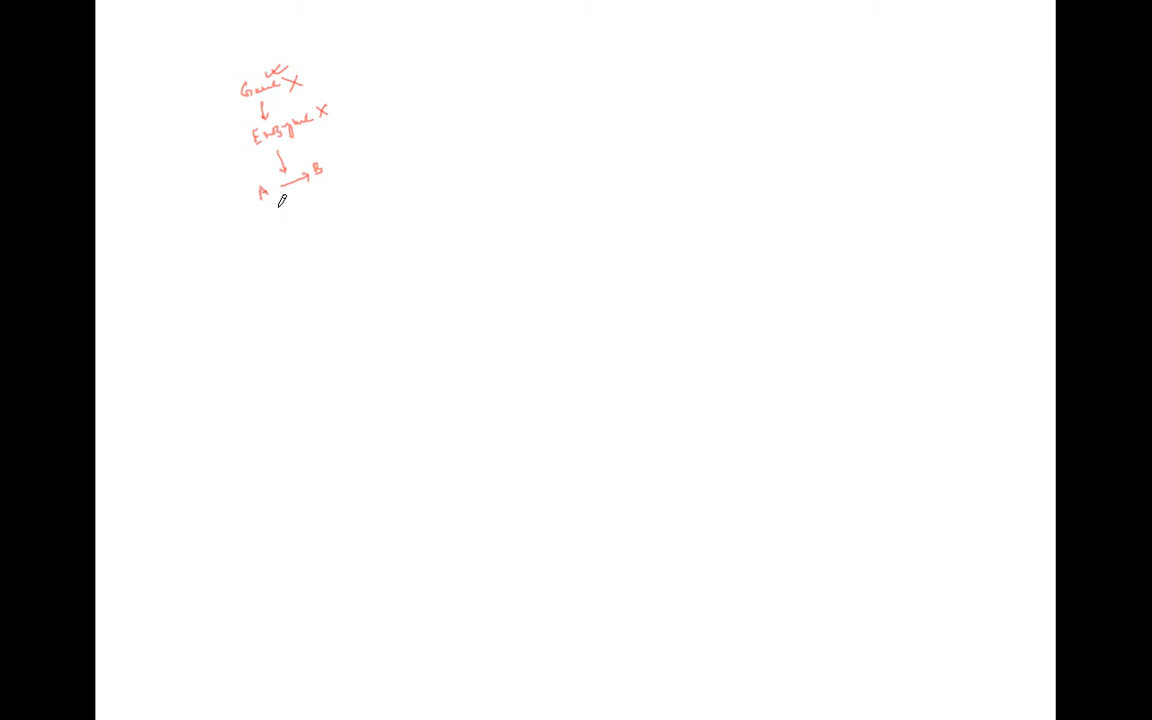 Gene X
↓
Enzyme X
↓
A → B